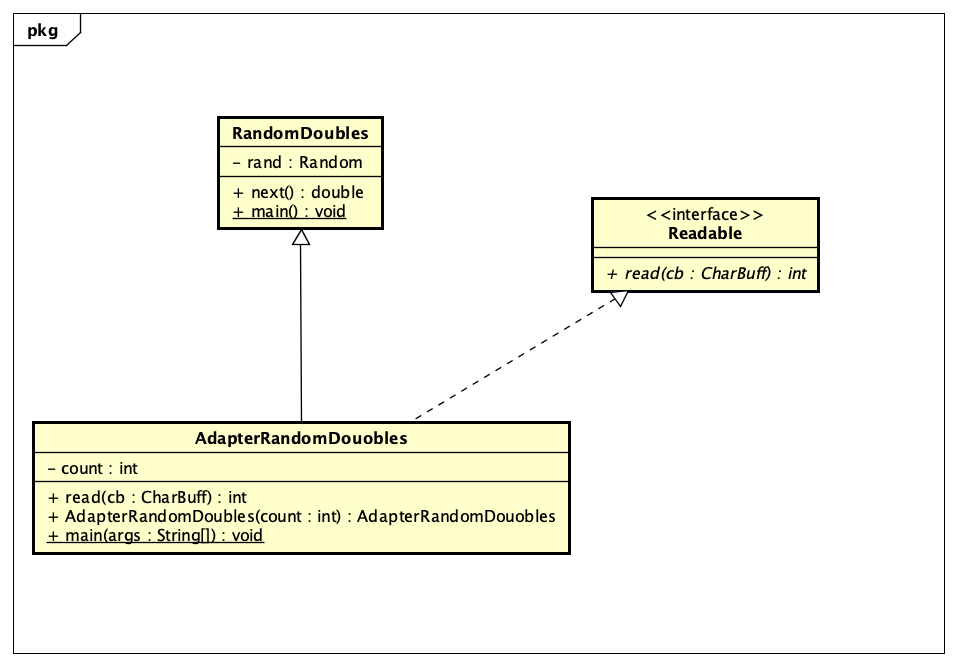 pkg
RandomDoubles
- rand : Random
+ next() : double
+ main() : void
<<interface>>
Readable
+ read(cb : CharBuff) : int
AdapterRandomDouobles
- count : int
+ read(cb : CharBuff) : int
+ AdapterRandomDoubles(count : int) : AdapterRandomDouobles
+ main(args : String[]) : void